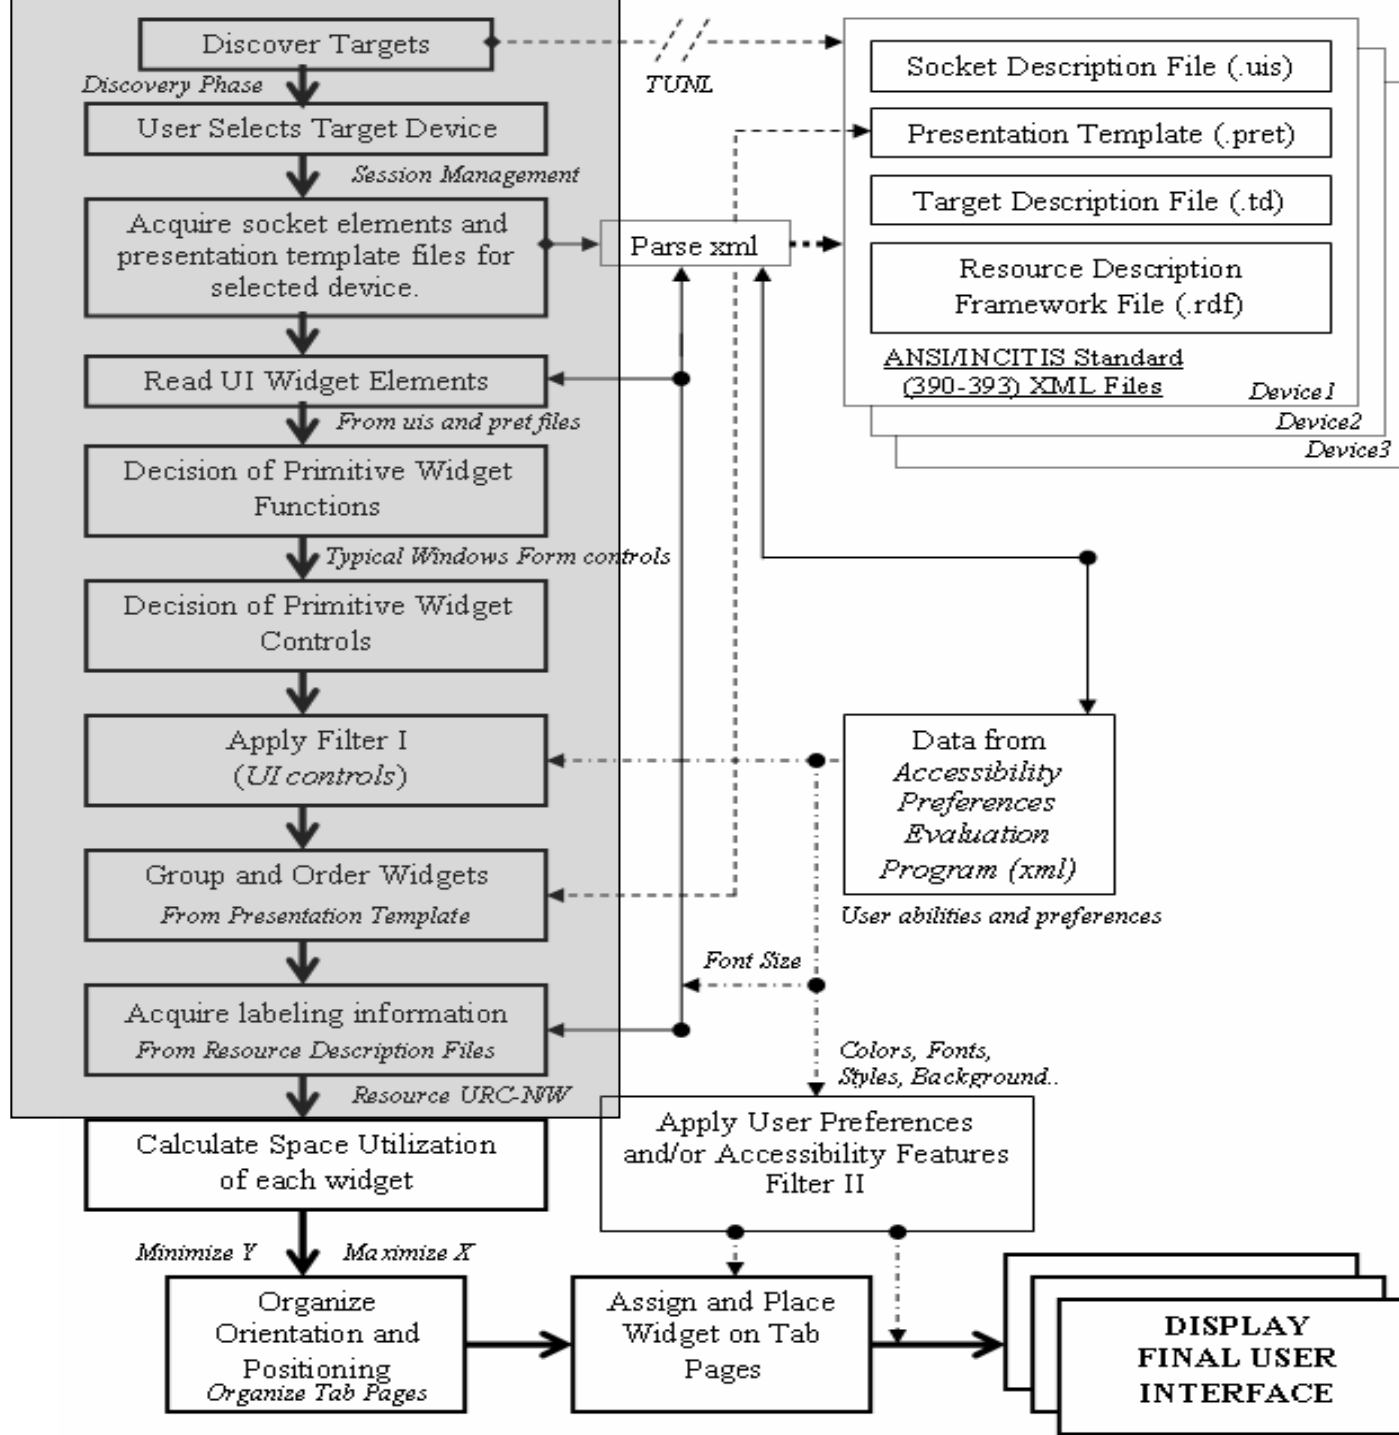 Discover Targets
Discovery Phase
TUNL
User Selects Target Device
Session Management
Acquire socket elements and
presentation template files for
selected device.
Parse xml
Socket Description File (.uis)
Presentation Template (.pret)
Target Description File (.td)
Resource Description
Framework File (.rdf)
ANSI/INCITIS Standard
(390-393) XML Files
Device1
Device2
Device3
Read UI Widget Elements
From uis and pret files
Decision of Primitive Widget
Functions
Typical Windows Form controls
Decision of Primitive Widget
Controls
Apply Filter I
(UI controls)
Data from
Accessibility
Preferences
Evaluation
Program (xml)
User abilities and preferences
Group and Order Widgets
From Presentation Template
Font Size
Acquire labeling information
From Resource Description Files
Resource URC-N/W
Colors, Fonts,
Styles, Background..
Calculate Space Utilization
of each widget
Apply User Preferences
and/or Accessibility Features
Filter II
Minimize Y
Maximize X
Organize
Orientation and
Positioning
Organize Tab Pages
Assign and Place
Widget on Tab
Pages
DISPLAY
FINAL USER
INTERFACE